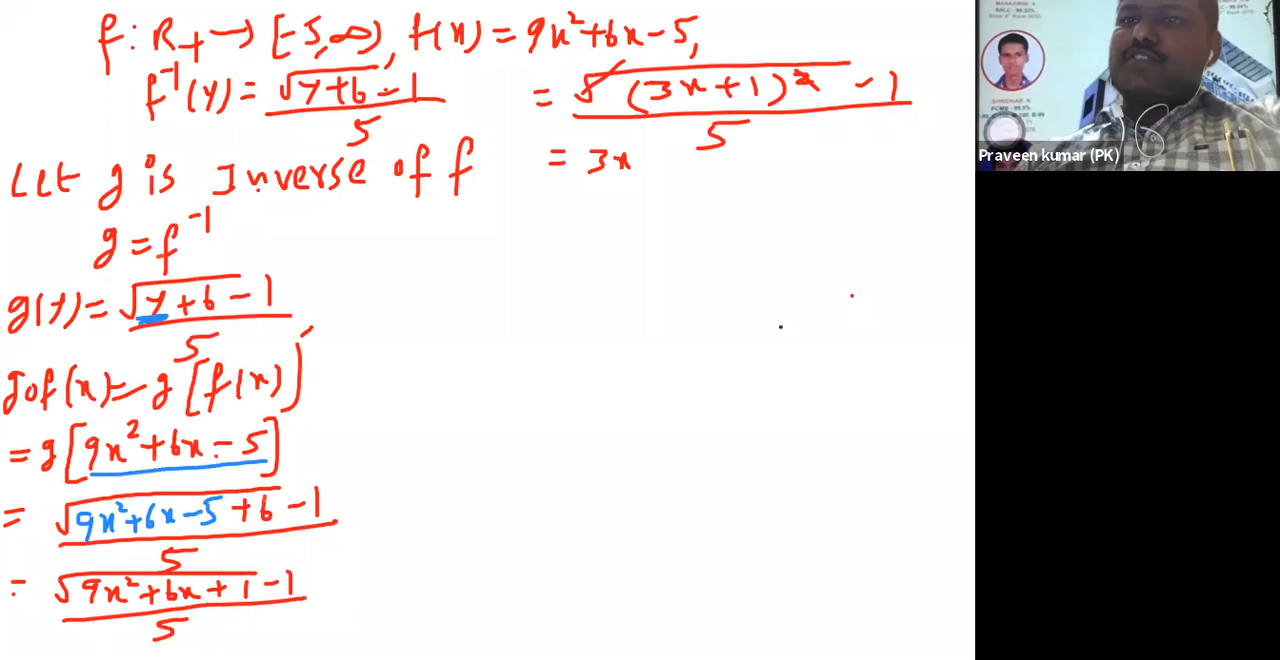 f: R₊ → [-5,∞), f(x) = 9x²+6x-5,
f⁻¹(y) = (√(y+6) - 1)/5
Let g is Inverse of f
g = f⁻¹
g(y) = (√(y+6) - 1)/5
gof(x) = g[f(x)]
= g[9x²+6x-5]
= (√(9x²+6x-5+6) - 1)/5
= (√(9x²+6x+1) - 1)/5
= (√(3x+1)² - 1)/5
= 3x
Praveen kumar (PK)